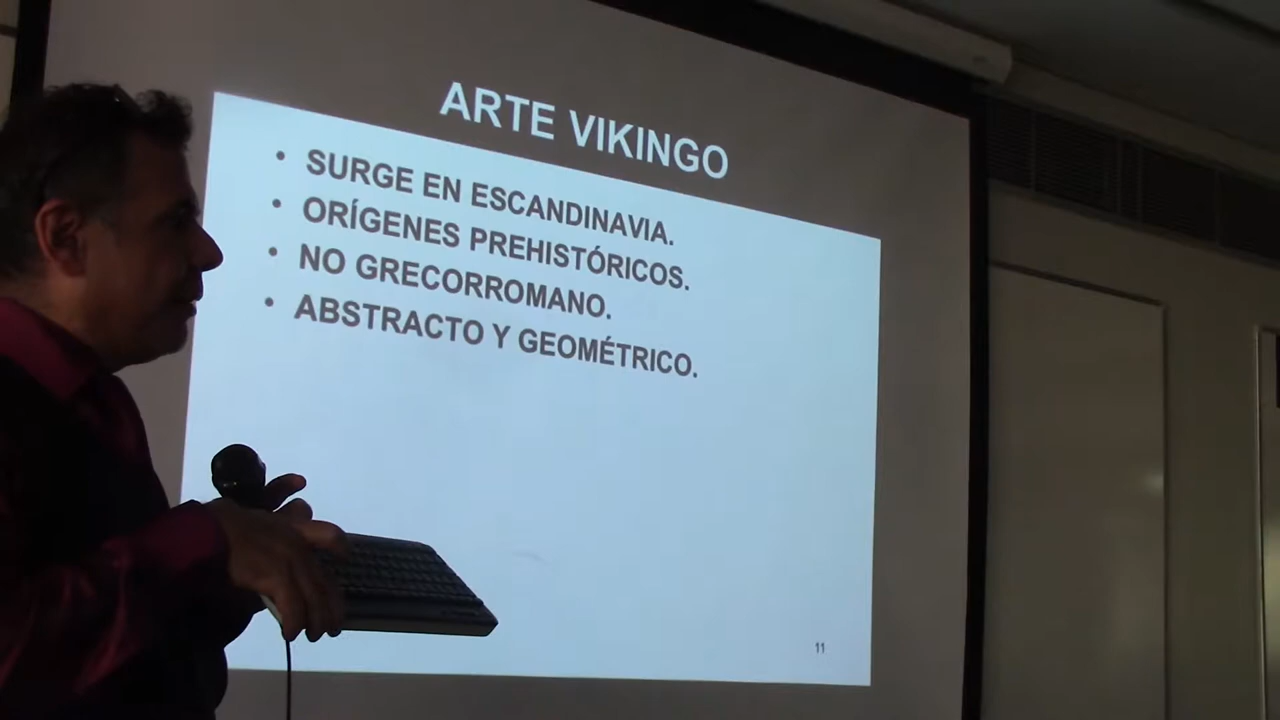 ARTE VIKINGO
• SURGE EN ESCANDINAVIA.
• ORÍGENES PREHISTÓRICOS.
• NO GRECORROMANO.
• ABSTRACTO Y GEOMÉTRICO.
11